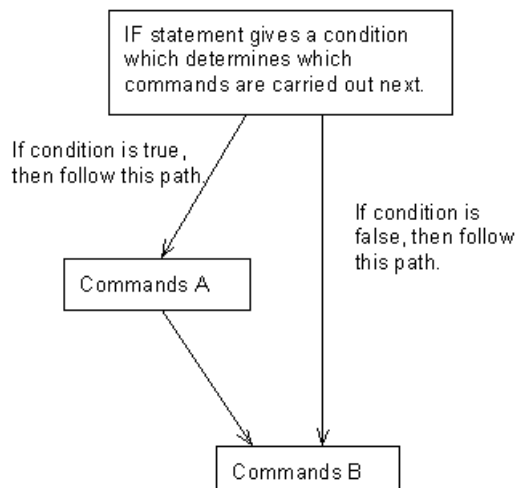 IF statement gives a condition
which determines which
commands are carried out next.
If condition is true,
then follow this path.
If condition is
false, then follow
this path.
Commands A
Commands B